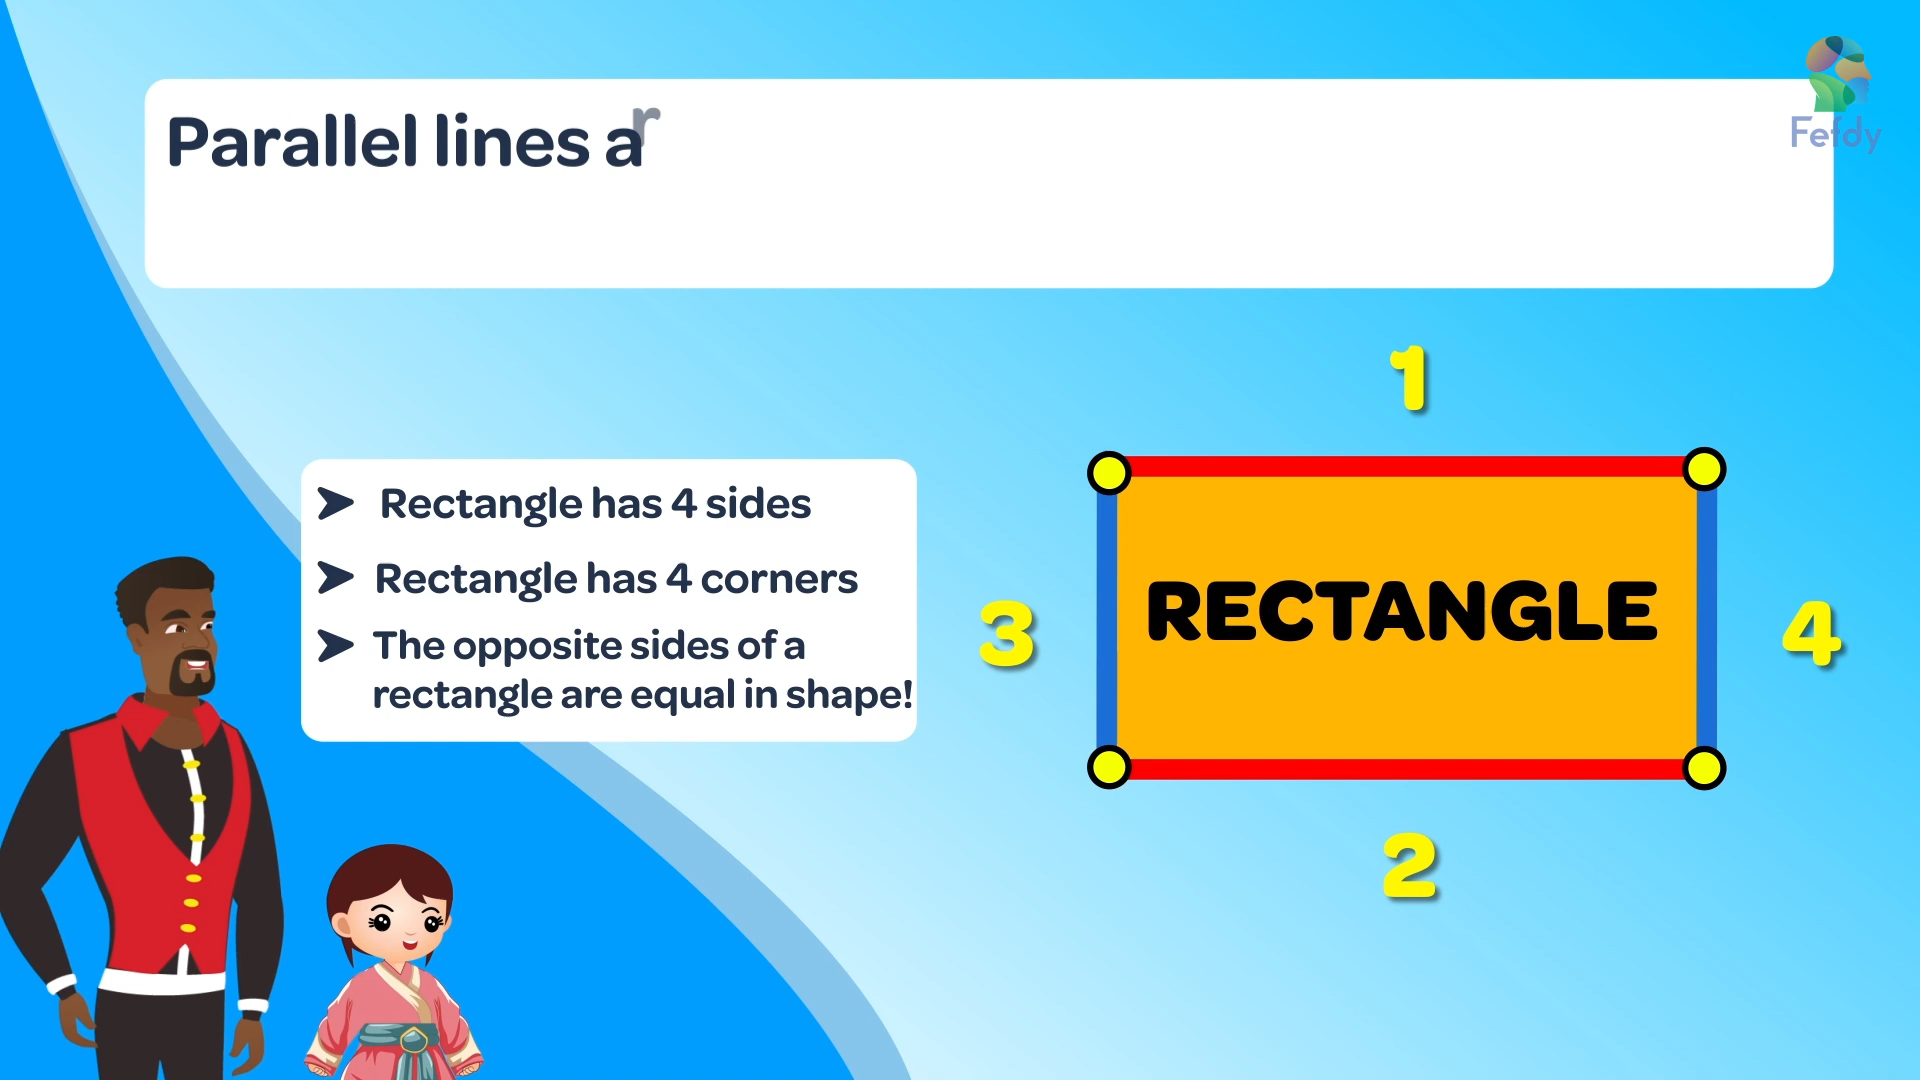 Fefdy
Parallel lines ar
1
Rectangle has 4 sides
Rectangle has 4 corners
The opposite sides of a
rectangle are equal in shape!
3
RECTANGLE
4
2